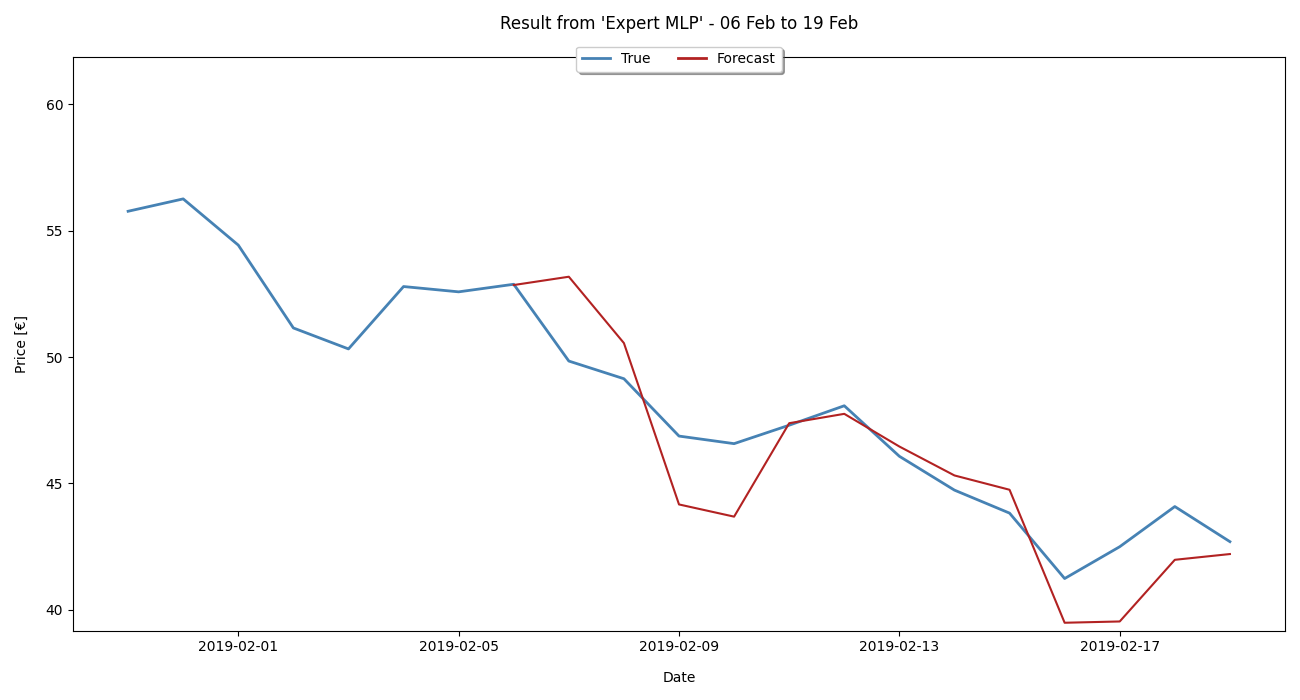 Result from 'Expert MLP' - 06 Feb to 19 Feb
True Forecast
60
55
50
45
40
Price [€]
2019-02-01 2019-02-05 2019-02-09 2019-02-13 2019-02-17
Date